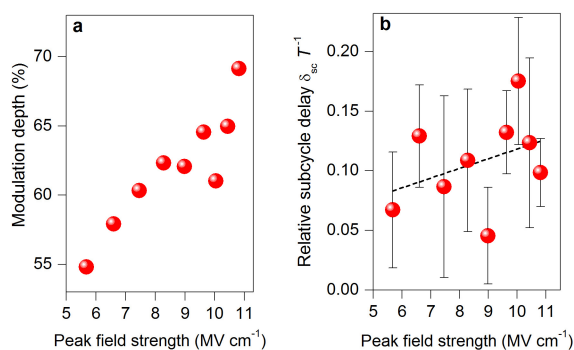 a
Modulation depth (%)
70
65
60
55
5 6 7 8 9 10 11
Peak field strength (MV cm⁻¹)
b
Relative subcycle delay δsc T⁻¹
0.20
0.15
0.10
0.05
0.00
5 6 7 8 9 10 11
Peak field strength (MV cm⁻¹)